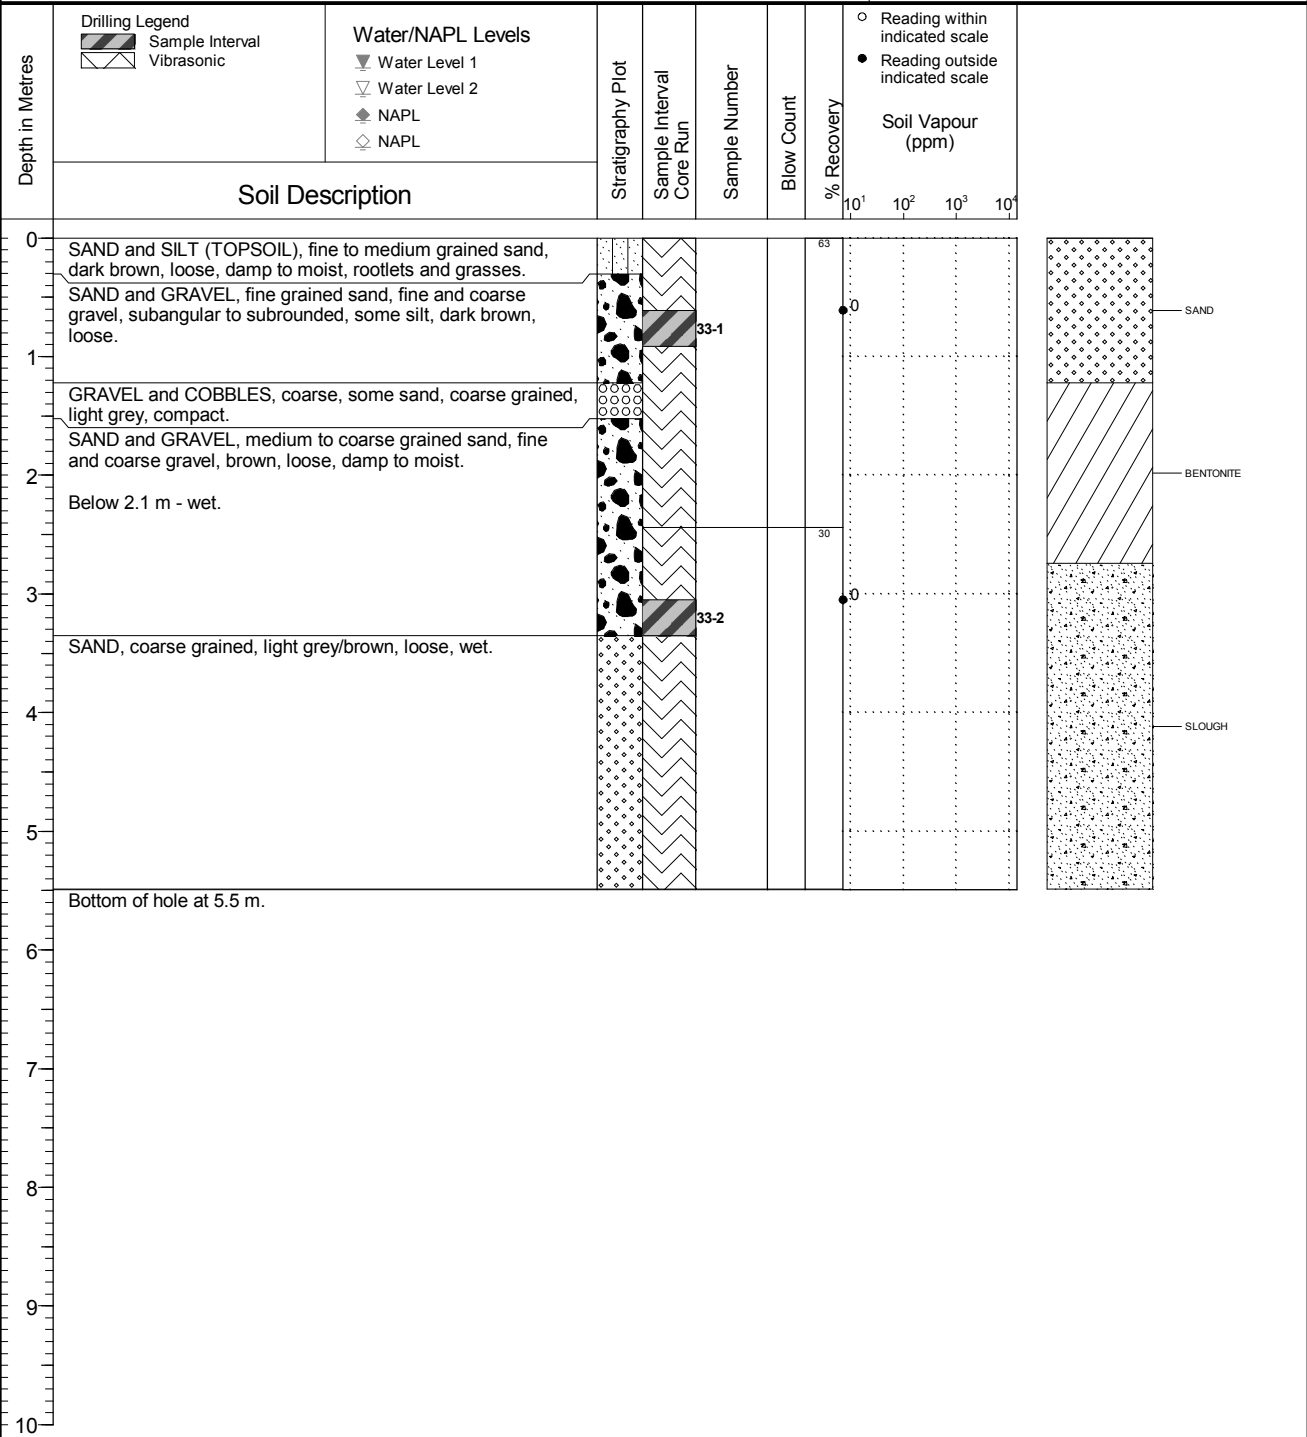 Drilling Legend
Sample Interval
Vibrasonic
Water/NAPL Levels
Water Level 1
Water Level 2
NAPL
NAPL
Depth in Metres
Soil Description
Stratigraphy Plot
Sample Interval
Core Run
Sample Number
Blow Count
% Recovery
Reading within
indicated scale
Reading outside
indicated scale
Soil Vapour
(ppm)
10¹ 10² 10³ 10⁴
0
SAND and SILT (TOPSOIL), fine to medium grained sand,
dark brown, loose, damp to moist, rootlets and grasses.
63
SAND and GRAVEL, fine grained sand, fine and coarse
gravel, subangular to subrounded, some silt, dark brown,
loose.
33-1
0
SAND
1
GRAVEL and COBBLES, coarse, some sand, coarse grained,
light grey, compact.
SAND and GRAVEL, medium to coarse grained sand, fine
and coarse gravel, brown, loose, damp to moist.
2
BENTONITE
Below 2.1 m - wet.
30
3
0
33-2
SAND, coarse grained, light grey/brown, loose, wet.
4
SLOUGH
5
Bottom of hole at 5.5 m.
6
7
8
9
10